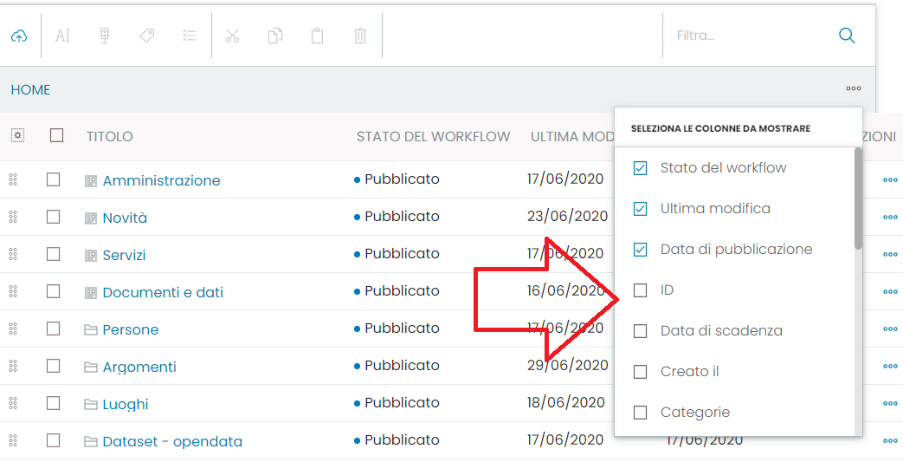 AI Filtra...
HOME
TITOLO STATO DEL WORKFLOW ULTIMA MOD ZIONI
SELEZIONA LE COLONNE DA MOSTRARE
Stato del workflow
Ultima modifica
Data di pubblicazione
ID
Data di scadenza
Creato il
Categorie
Amministrazione Pubblicato 17/06/2020
Novità Pubblicato 23/06/2020
Servizi Pubblicato 17/06/2020
Documenti e dati Pubblicato 16/06/2020
Persone Pubblicato 17/06/2020
Argomenti Pubblicato 29/06/2020
Luoghi Pubblicato 18/06/2020
Dataset - opendata Pubblicato 17/06/2020 17/06/2020